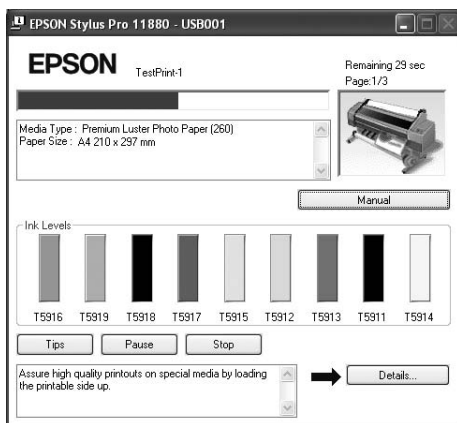 EPSON Stylus Pro 11880 - USB001
EPSON TestPrint-1
Remaining 29 sec
Page:1/3
Media Type : Premium Luster Photo Paper (260)
Paper Size : A4 210 x 297 mm
Manual
Ink Levels
T5916 T5919 T5918 T5917 T5915 T5912 T5913 T5911 T5914
Tips Pause Stop
Assure high quality printouts on special media by loading
the printable side up.
Details...